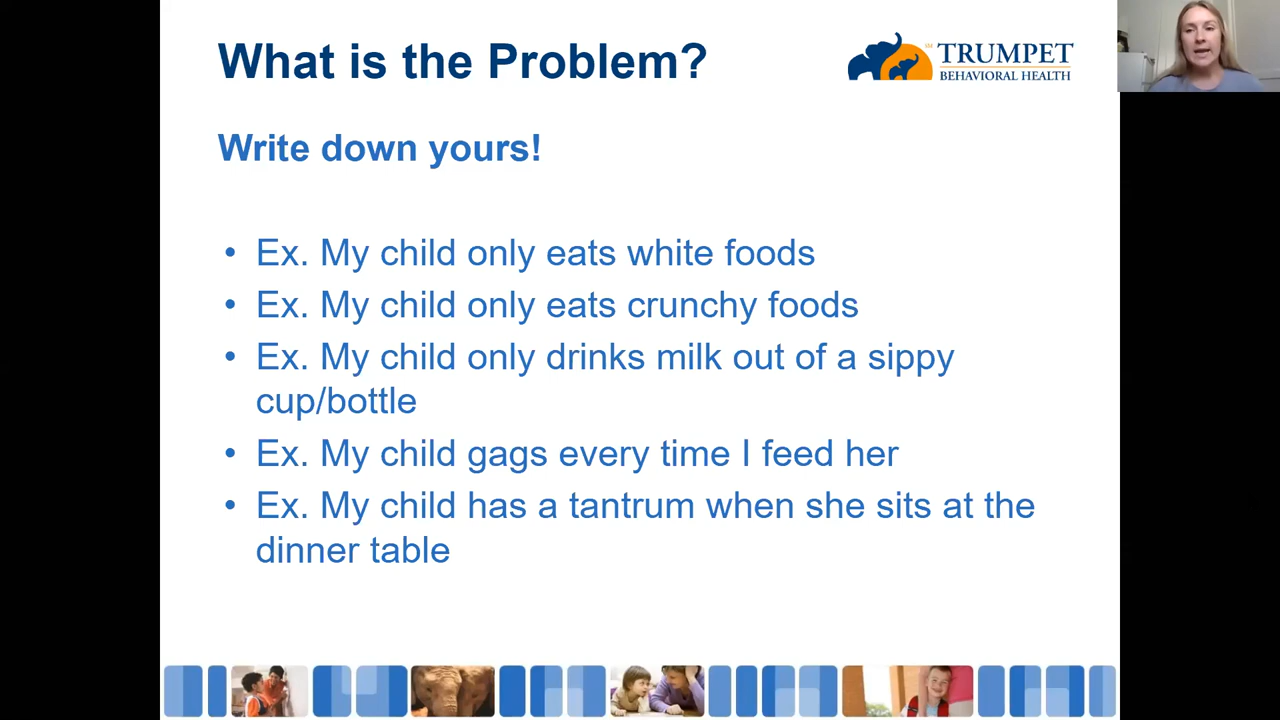 What is the Problem?
SM
TRUMPET
BEHAVIORAL HEALTH
Write down yours!
• Ex. My child only eats white foods
• Ex. My child only eats crunchy foods
• Ex. My child only drinks milk out of a sippy
cup/bottle
• Ex. My child gags every time I feed her
• Ex. My child has a tantrum when she sits at the
dinner table